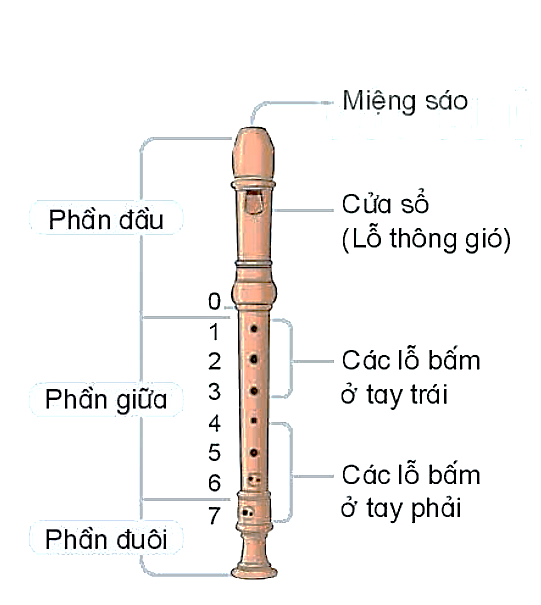 Miệng sáo
Phần đầu
Cửa sổ
(Lỗ thông gió)
0
1
2
3
4
5
6
7
Các lỗ bấm
ở tay trái
Phần giữa
Các lỗ bấm
ở tay phải
Phần đuôi